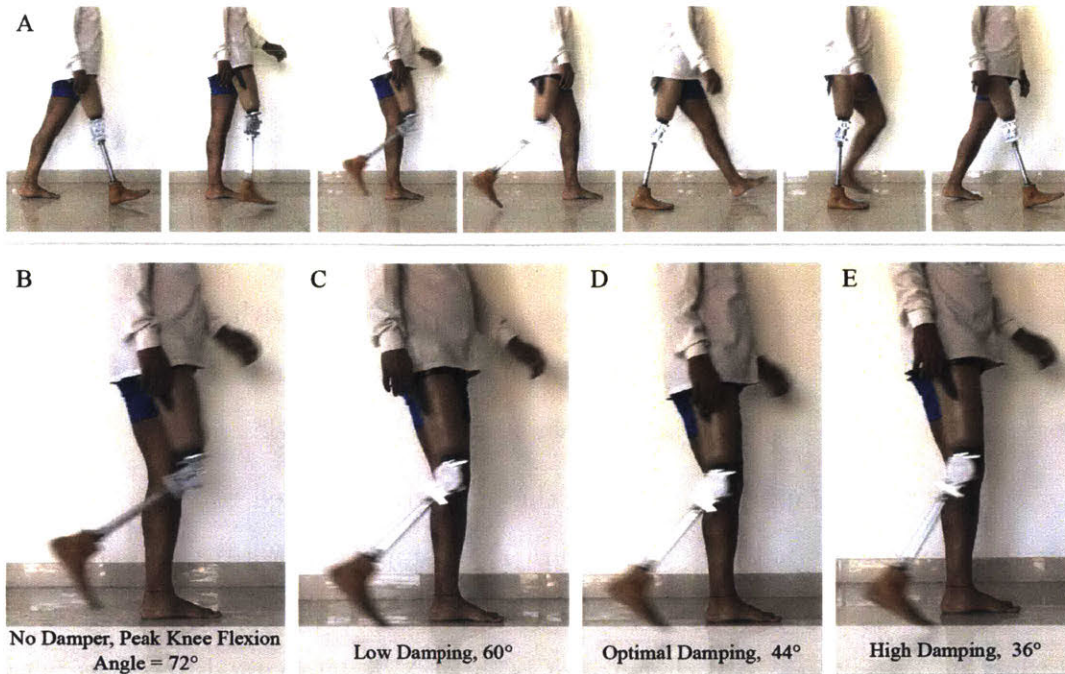 A
B
C
D
E
No Damper, Peak Knee Flexion
Angle = 72°
Low Damping, 60°
Optimal Damping, 44°
High Damping, 36°